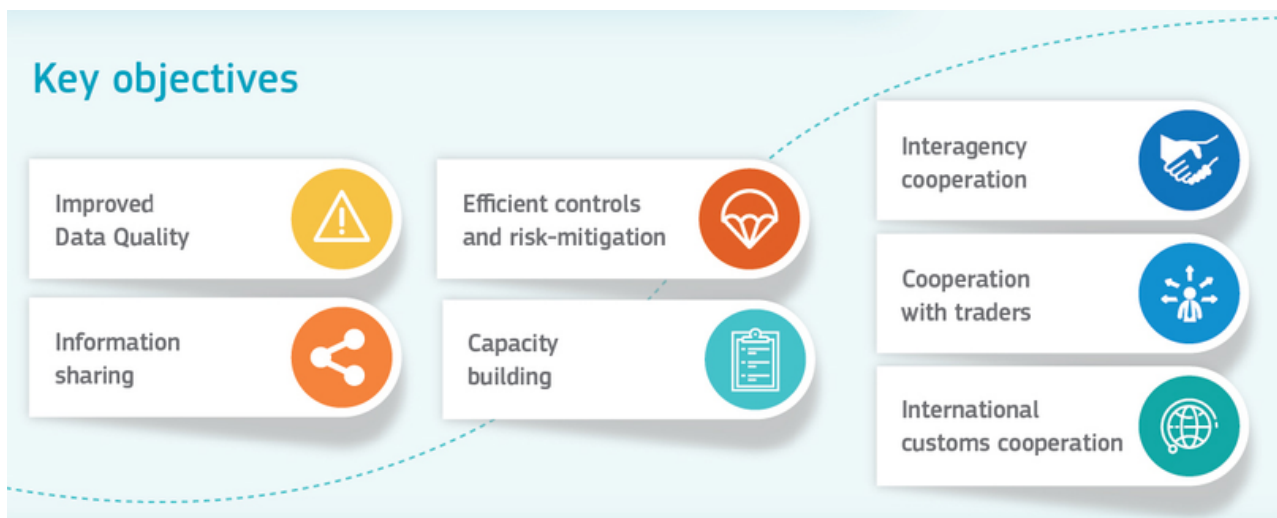 Key objectives
Improved
Data Quality
Information
sharing
Efficient controls
and risk-mitigation
Capacity
building
Interagency
cooperation
Cooperation
with traders
International
customs cooperation